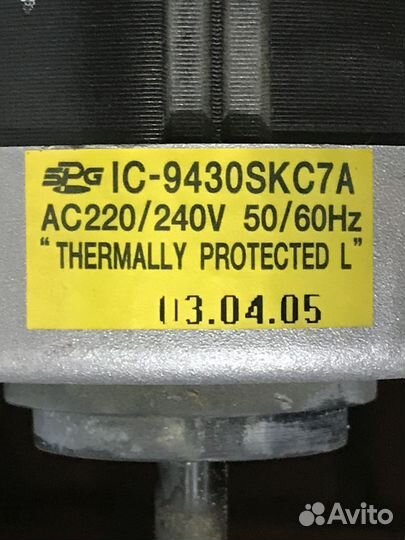 SPG IC-9430SKC7A
AC220/240V 50/60Hz
“THERMALLY PROTECTED L”
03.04.05
Avito